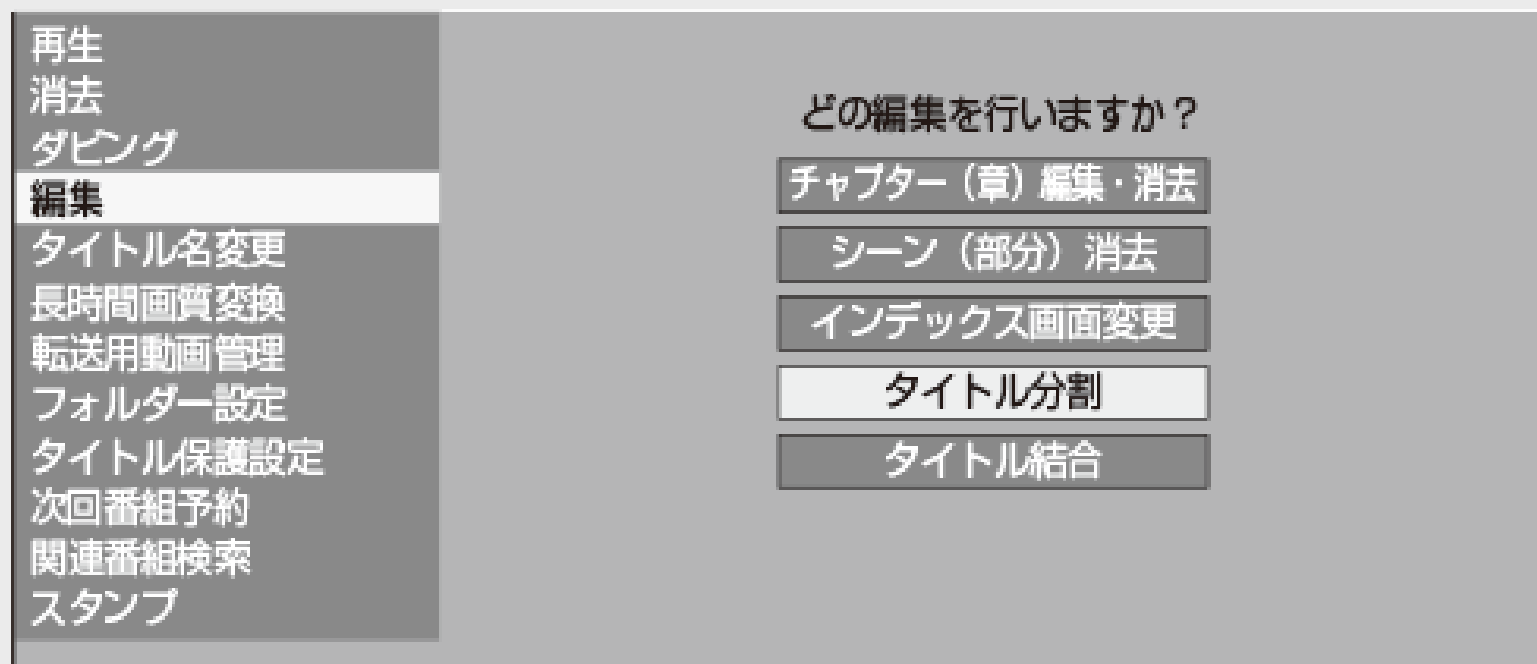 再生
消去
ダビング
編集
タイトル名変更
長時間画質変換
転送用動画管理
フォルダー設定
タイトル保護設定
次回番組予約
関連番組検索
スタンプ
どの編集を行いますか？
チャプター（章）編集・消去
シーン（部分）消去
インデックス画面変更
タイトル分割
タイトル結合